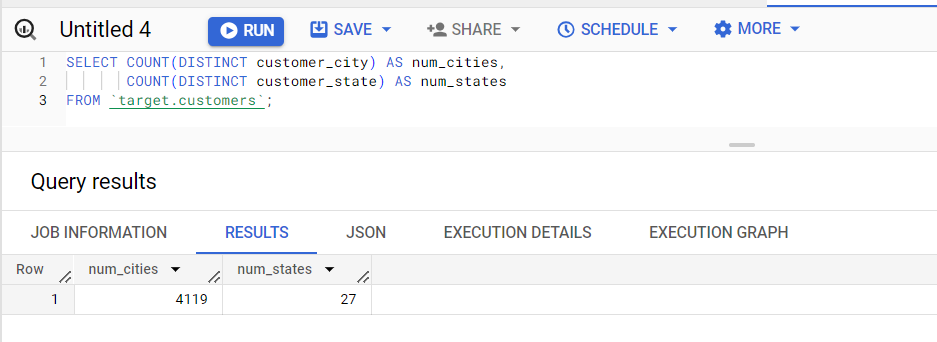 Untitled 4 RUN SAVE SHARE SCHEDULE MORE
1 SELECT COUNT(DISTINCT customer_city) AS num_cities,
2 COUNT(DISTINCT customer_state) AS num_states
3 FROM `target.customers`;
Query results
JOB INFORMATION RESULTS JSON EXECUTION DETAILS EXECUTION GRAPH
Row num_cities num_states
1 4119 27